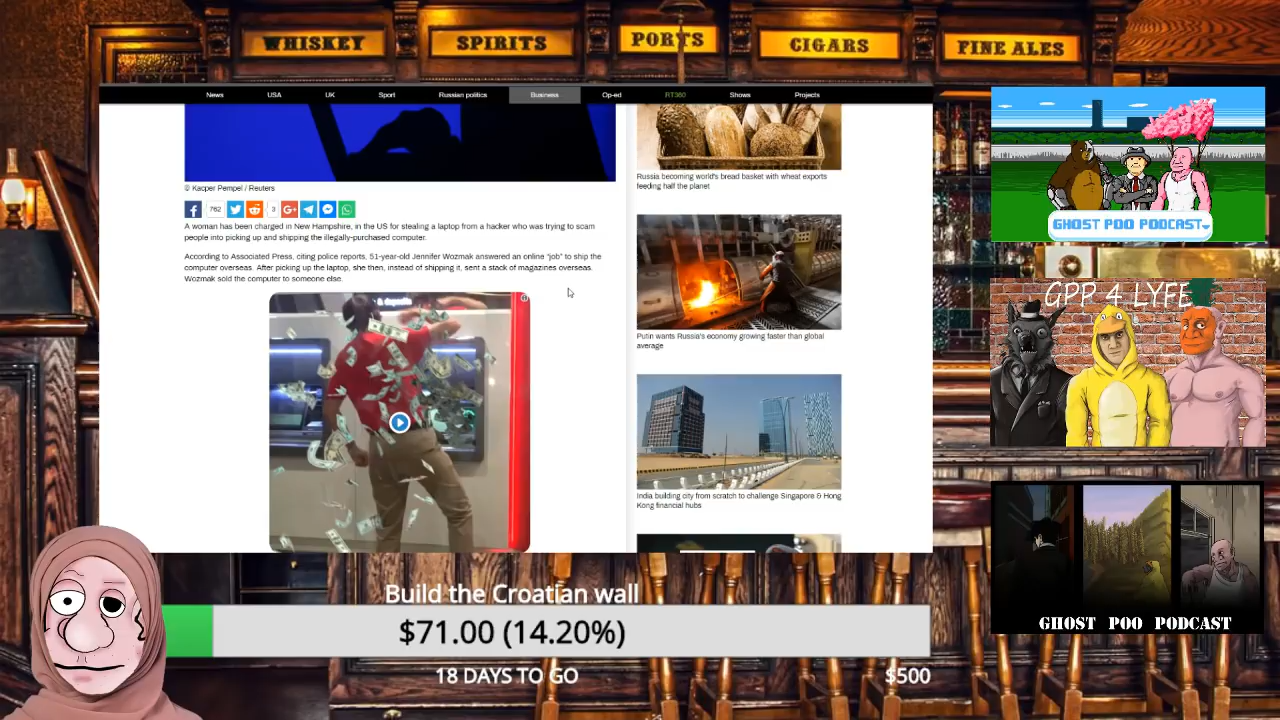 WHISKEY
SPIRITS
PORTS
CIGARS
FINE ALES
News USA UK Sport Russian politics Business Op-ed RT360 Shows Projects
© Kacper Pempel / Reuters
762
3
A woman has been charged in New Hampshire, in the US for stealing a laptop from a hacker who was trying to scam
people into picking up and shipping the illegally-purchased computer.
According to Associated Press, citing police reports, 51-year-old Jennifer Wozmak answered an online "job" to ship the
computer overseas. After picking up the laptop, she then, instead of shipping it, sent a stack of magazines overseas.
Wozmak sold the computer to someone else.
& deposits
Russia becoming world's bread basket with wheat exports
feeding half the planet
Putin wants Russia's economy growing faster than global
average
India building city from scratch to challenge Singapore & Hong
Kong financial hubs
GHOST POO PODCAST
GPP 4 LYFE
GHOST POO PODCAST
Build the Croatian wall
$71.00 (14.20%)
18 DAYS TO GO
$500